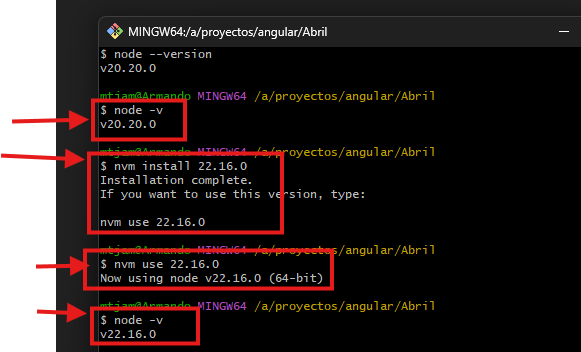 MINGW64:/a/proyectos/angular/Abril
$ node --version
v20.20.0
mtjam@Armando MINGW64 /a/proyectos/angular/Abril
$ node -v
v20.20.0
mtjam@Armando MINGW64 /a/proyectos/angular/Abril
$ nvm install 22.16.0
Installation complete.
If you want to use this version, type:
nvm use 22.16.0
mtjam@Armando MINGW64 /a/proyectos/angular/Abril
$ nvm use 22.16.0
Now using node v22.16.0 (64-bit)
mtjam@Armando MINGW64 /a/proyectos/angular/Abril
$ node -v
v22.16.0